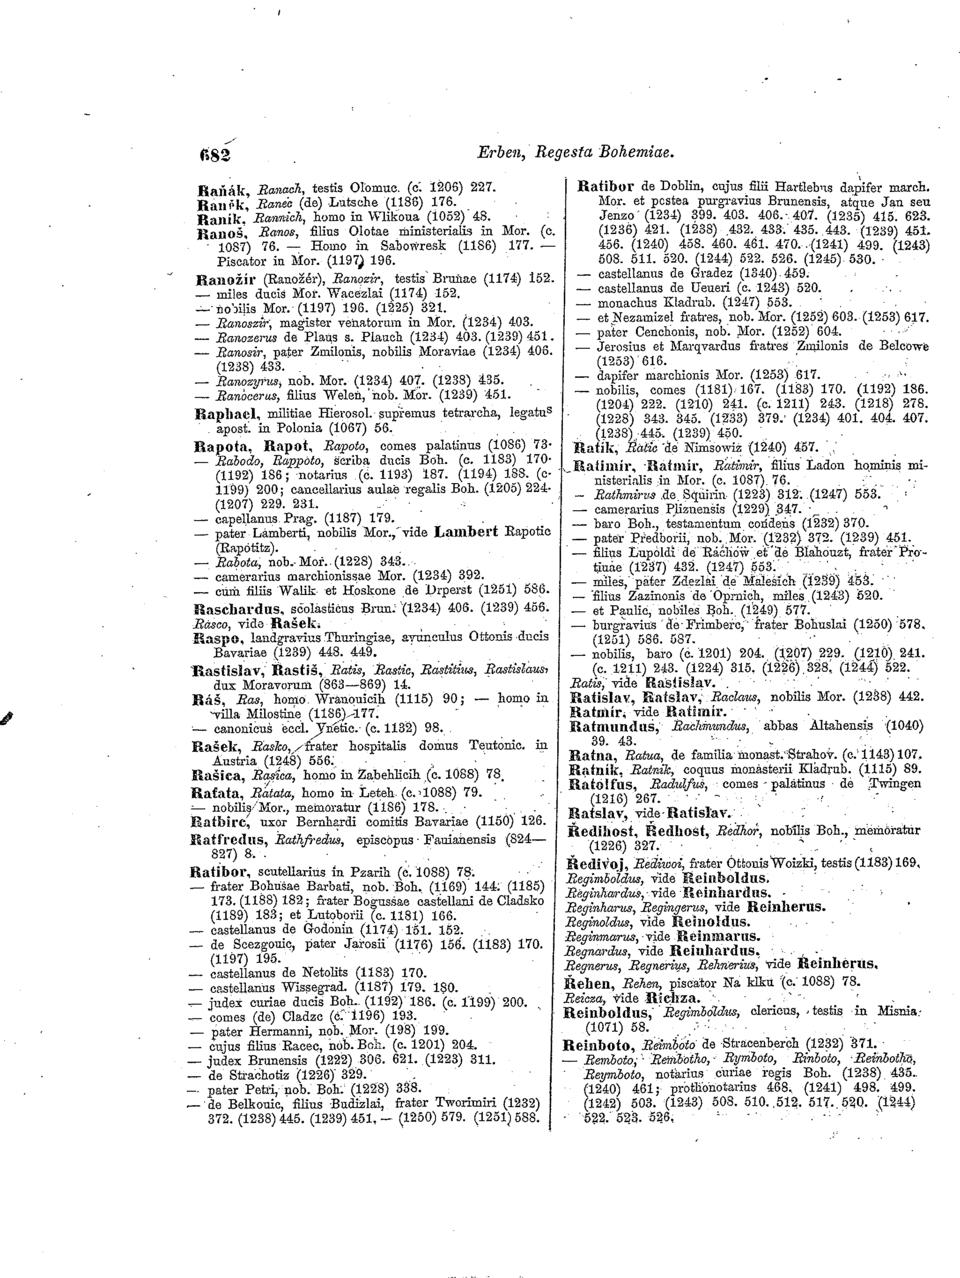 682
Erben, Regesta Bohemiae.
Raňák, Ranach, testis Olomuc. (c. 1206) 227.
Raněk, Ranec (de) Lutsche (1186) 176.
Raník, Rannich, homo in Wlikoua (1052) 48.
Ranoš, Ranos, filius Olotae ministerialis in Mor. (c.
1087) 76. — Homo in Sabowresk (1186) 177. —
Piscator in Mor. (1197) 196.
Ranožír (Ranožér), Ranozir, testis Brunae (1174) 152.
— miles ducis Mor. Wacezlai (1174) 152.
— nobilis Mor. (1197) 196. (1225) 321.
— Ranoszir, magister venatorum in Mor. (1234) 403.
— Ranozerus de Plaus s. Plauch (1234) 403. (1239) 451.
— Ranosir, pater Zmilonis, nobilis Moraviae (1234) 406.
(1238) 433.
— Ranozyrus, nob. Mor. (1234) 407. (1238) 435.
— Ranocerus, filius Welen, nob. Mor. (1239) 451.
Raphael, militiae Hierosol. supremus tetrarcha, legatus
apost. in Polonia (1067) 56.
Rapota, Rapot, Rapoto, comes palatinus (1086) 73.
— Rabodo, Rappoto, scriba ducis Boh. (c. 1183) 170.
(1192) 186; notarius (c. 1193) 187. (1194) 188. (c.
1199) 200; cancellarius aulae regalis Boh. (1205) 224.
(1207) 229. 231.
— capellanus Prag. (1187) 179.
— pater Lamberti, nobilis Mor., vide Lambert Rapotic
(Rapotitz).
— Rabota, nob. Mor. (1228) 343.
— camerarius marchionissae Mor. (1234) 392.
— cum filiis Walik et Hoskone de Drperst (1251) 586.
Raschardus, scolasticus Brun. (1234) 406. (1239) 456.
Rasco, vide Rašek.
Raspo, landgravius Thuringiae, avunculus Ottonis ducis
Bavariae (1239) 448. 449.
Rastislav, Rastiš, Ratis, Rastic, Rastitius, Rastislaus,
dux Moravorum (863—869) 14.
Ráš, Ras, homo Wranouicih (1115) 90; — homo in
villa Milostine (1186) 177.
— canonicus eccl. Ynetic. (c. 1132) 98.
Rašek, Rasko, frater hospitalis domus Teutonic. in
Austria (1248) 556.
Rašica, Rasica, homo in Zabehlicih (c. 1088) 78.
Rataťa, Ratata, homo in Leteh (c. 1088) 79.
— nobilis Mor., memoratur (1186) 178.
Ratbirc, uxor Bernhardi comitis Bavariae (1150) 126.
Ratfredus, Rathfredus, episcopus Fauianensis (824—
827) 8.
Ratibor, scutellarius in Pzarih (c. 1088) 78.
— frater Bohusae Barbati, nob. Boh. (1169) 144. (1185)
173. (1188) 182; frater Bogussae castellani de Cladsko
(1189) 183; et Lutoborii (c. 1181) 166.
— castellanus de Godonin (1174) 151. 152.
— de Scezgouic, pater Jarosii (1176) 156. (1183) 170.
(1197) 195.
— castellanus de Netolits (1183) 170.
— castellanus Wissegrad. (1187) 179. 180.
— judex curiae ducis Boh. (1192) 186. (c. 1199) 200.
— comes (de) Cladzc (c. 1196) 193.
— pater Hermanni, nob. Mor. (198) 199.
— cujus filius Racec, nob. Boh. (c. 1201) 204.
— judex Brunensis (1222) 306. 621. (1223) 311.
— de Strachotiz (1226) 329.
— pater Petri, nob. Boh. (1228) 338.
— de Belkouic, filius Budizlai, frater Tworimiri (1232)
372. (1238) 445. (1239) 451. — (1250) 579. (1251) 588.
Ratibor de Doblin, cujus filii Hartlebus dapifer march.
Mor. et postea purgravius Brunensis, atque Jan seu
Jenzo (1234) 399. 403. 406. 407. (1235) 415. 623.
(1236) 421. (1238) 432. 433. 435. 443. (1239) 451.
456. (1240) 458. 460. 461. 470. (1241) 499. (1243)
508. 511. 520. (1244) 522. 526. (1245) 530.
— castellanus de Gradez (1340) 459.
— castellanus de Ueueri (c. 1243) 520.
— monachus Kladrub. (1247) 553.
— et Nezamizel fratres, nob. Mor. (1252) 603. (1253) 617.
— pater Cenchonis, nob. Mor. (1252) 604.
— Jerosius et Marqvardus fratres Zmilonis de Belcowe
(1253) 616.
— dapifer marchionis Mor. (1253) 617.
— nobilis, comes (1181) 167. (1183) 170. (1192) 186.
(1204) 222. (1210) 241. (c. 1211) 243. (1218) 278.
(1228) 343. 345. (1233) 379. (1234) 401. 404. 407.
(1238) 445. (1239) 450.
Ratík, Ratic de Nimsowiz (1240) 457.
Ratimír, Ratmír, Ratimir, filius Ladon hominis mi-
nisterialis in Mor. (c. 1087) 76.
— Rathmirus de Squirin (1223) 312. (1247) 553.
— camerarius Pliznensis (1229) 347.
— baro Boh., testamentum condens (1232) 370.
— pater Předborii, nob. Mor. (1232) 372. (1239) 451.
— filius Lupoldi de Ráchow et de Blahouzt, frater Pro-
tiuae (1237) 432. (1247) 553.
— miles, pater Zdezlai de Malesich (1239) 453.
— filius Zazinonis de Oprnich, miles (1243) 520.
— et Paulic, nobiles Boh. (1249) 577.
— burgravius de Frimberc, frater Bohuslai (1250) 578.
(1251) 586. 587.
— nobilis, baro (c. 1201) 204. (1207) 229. (1210) 241.
(c. 1211) 243. (1224) 315. (1226) 328. (1244) 522.
Ratis, vide Rastislav.
Ratislav, Ratslav, Raclaus, nobilis Mor. (1238) 442.
Ratmír, vide Ratimír.
Ratmundus, Rachmundus, abbas Altahensis (1040)
39. 43.
Ratna, Ratua, de familia monast. Strahov. (c. 1143) 107.
Ratník, Ratnik, coquus monasterii Kladrub. (1115) 89.
Ratolfus, Radulfus, comes palatinus de Twingen
(1216) 267.
Ratslav, vide Ratislav.
Ředihost, Ředhost, Redhoř, nobilis Boh., memoratur
(1226) 327.
Ředivoj, Rediwoi, frater Ottonis Woizki, testis (1183) 169.
Regimboldus, vide Reinboldus.
Reginhardus, vide Reinhardus.
Reginharus, Regingerus, vide Reinherus.
Reginoldus, vide Reinoldus.
Reginmarus, vide Reinmarus.
Regnardus, vide Reinhardus.
Regnerus, Regnerius, Rehnerius, vide Reinherus.
Řehen, Rehen, piscator Na klku (c. 1088) 78.
Reicza, vide Richza.
Reinboldus, Regimboldus, clericus, testis in Misnia
(1071) 58.
Reinboto, Reimboto de Stracenberch (1232) 371.
— Remboto, Rembotho, Rymboto, Rinboto, Reinbotho,
Reymboto, notarius curiae regis Boh. (1238) 435.
(1240) 461; prothonotarius 468. (1241) 498. 499.
(1242) 503. (1243) 508. 510. 512. 517. 520. (1244)
522. 523. 526.